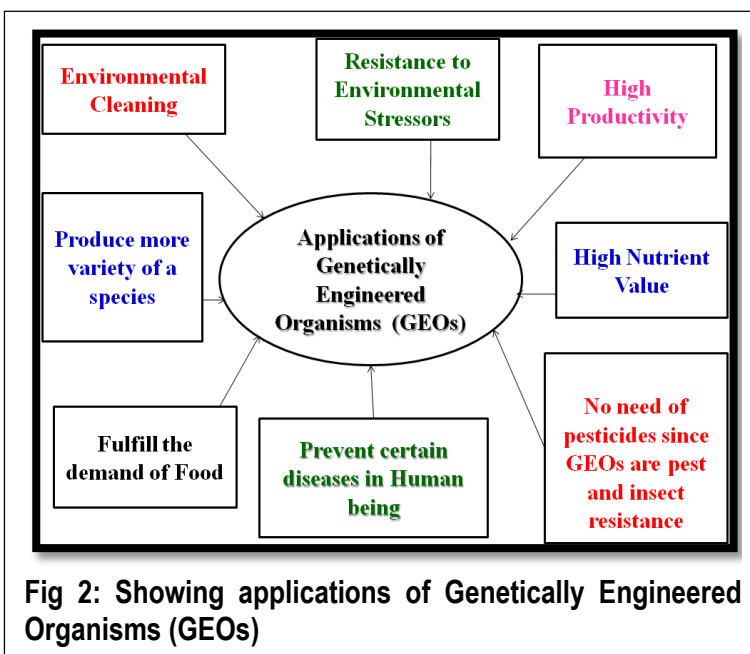 Environmental
Cleaning
Resistance to
Environmental
Stressors
High
Productivity
Produce more
variety of a
species
Applications of
Genetically
Engineered
Organisms (GEOs)
High Nutrient
Value
Fulfill the
demand of Food
Prevent certain
diseases in Human
being
No need of
pesticides since
GEOs are pest
and insect
resistance
Fig 2: Showing applications of Genetically Engineered
Organisms (GEOs)